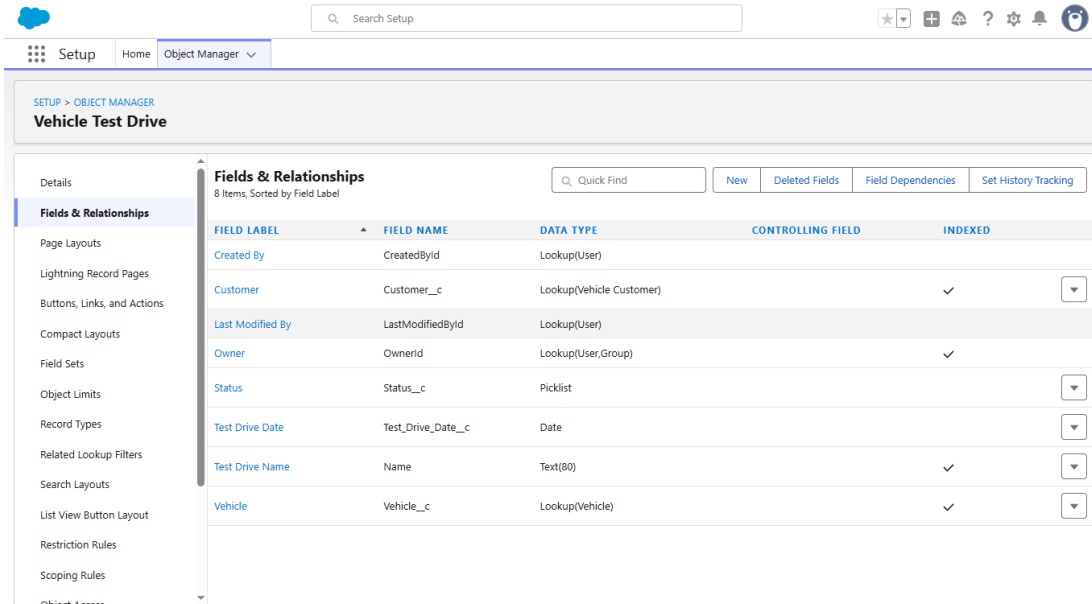 Search Setup
Setup
Home
Object Manager
SETUP > OBJECT MANAGER
Vehicle Test Drive
Details
Fields & Relationships
Page Layouts
Lightning Record Pages
Buttons, Links, and Actions
Compact Layouts
Field Sets
Object Limits
Record Types
Related Lookup Filters
Search Layouts
List View Button Layout
Restriction Rules
Scoping Rules
Object Access
Fields & Relationships
8 Items, Sorted by Field Label
Quick Find
New
Deleted Fields
Field Dependencies
Set History Tracking
FIELD LABEL FIELD NAME DATA TYPE CONTROLLING FIELD INDEXED
Created By CreatedById Lookup(User)
Customer Customer__c Lookup(Vehicle Customer)
Last Modified By LastModifiedById Lookup(User)
Owner OwnerId Lookup(User,Group)
Status Status__c Picklist
Test Drive Date Test_Drive_Date__c Date
Test Drive Name Name Text(80)
Vehicle Vehicle__c Lookup(Vehicle)